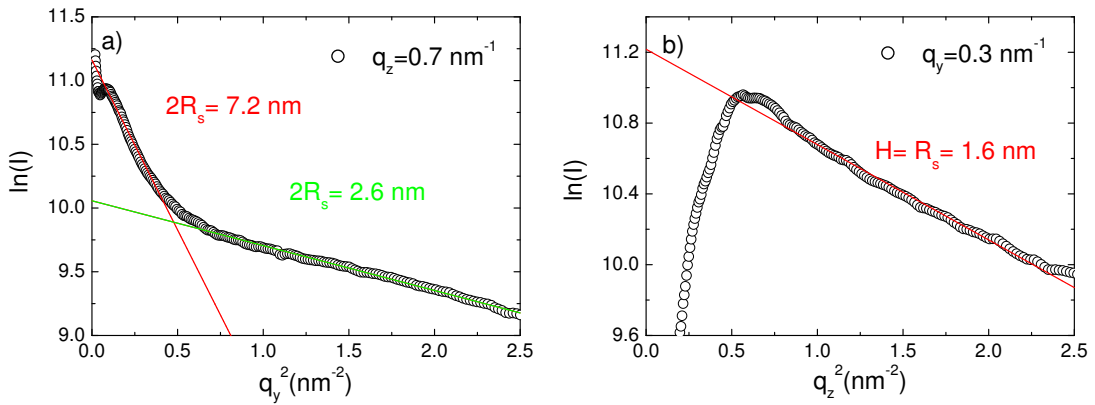 a)
q_z=0.7 nm^-1
2R_s= 7.2 nm
2R_s= 2.6 nm
ln(I)
11.5
11.0
10.5
10.0
9.5
9.0
0.0 0.5 1.0 1.5 2.0 2.5
q_y^2(nm^-2)
b)
q_y=0.3 nm^-1
H= R_s= 1.6 nm
ln(I)
11.2
10.8
10.4
10.0
9.6
0.0 0.5 1.0 1.5 2.0 2.5
q_z^2(nm^-2)